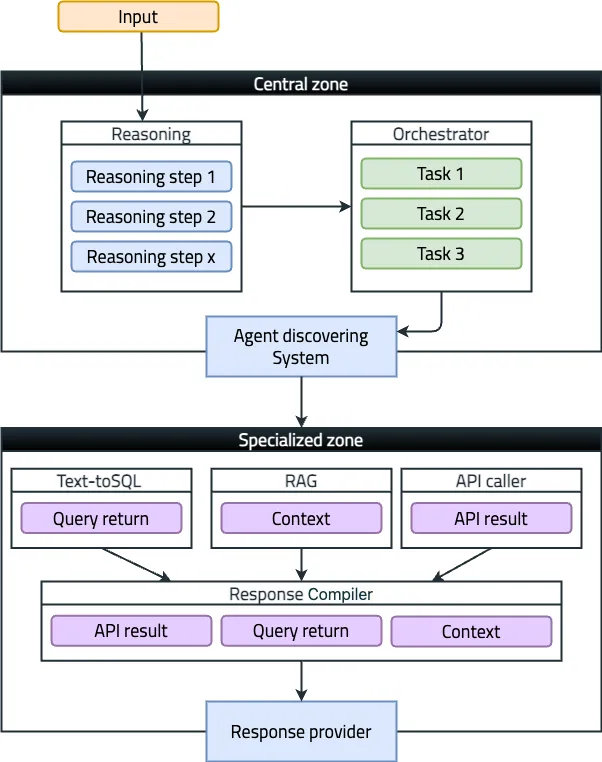 Input
Central zone
Reasoning
Reasoning step 1
Reasoning step 2
Reasoning step x
Orchestrator
Task 1
Task 2
Task 3
Agent discovering
System
Specialized zone
Text-toSQL
Query return
RAG
Context
API caller
API result
Response Compiler
API result
Query return
Context
Response provider